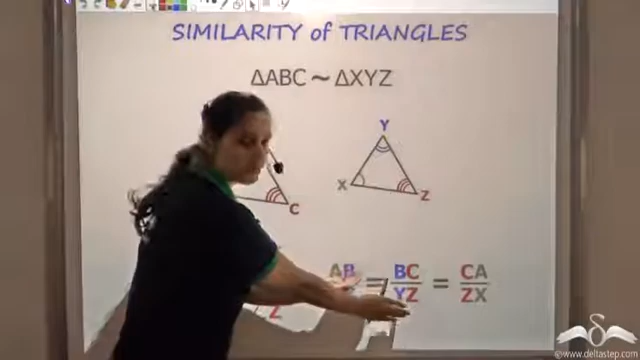 SIMILARITY of TRIANGLES
ΔABC ~ ΔXYZ
Y
X
Z
C
AB = BC = CA
YZ ZX
Z
©www.deltastep.com